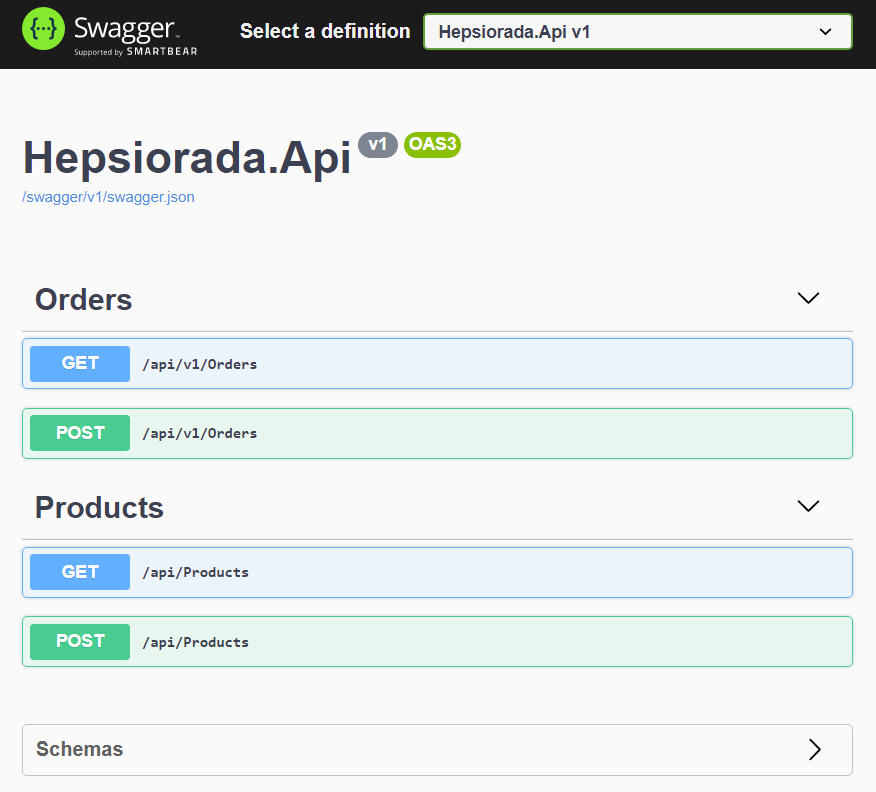 Swagger™
Supported by SMARTBEAR
Select a definition
Hepsiorada.Api v1
Hepsiorada.Api v1 OAS3
/swagger/v1/swagger.json
Orders
GET /api/v1/Orders
POST /api/v1/Orders
Products
GET /api/Products
POST /api/Products
Schemas